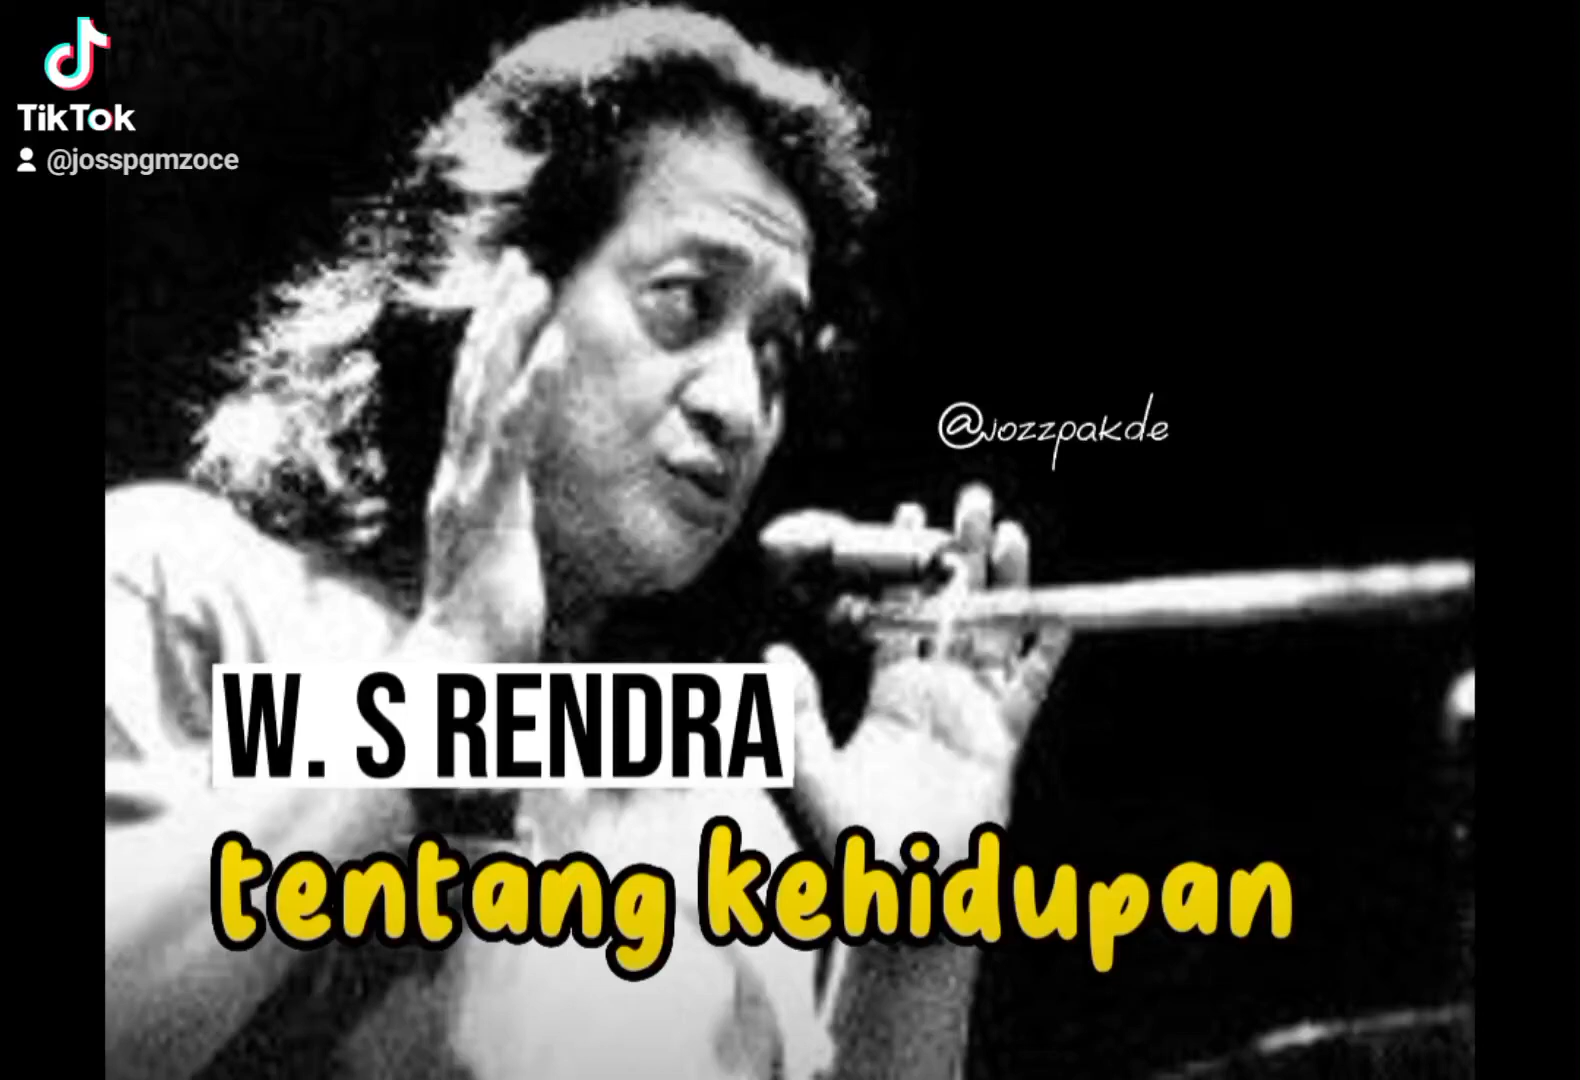 TikTok
@josspgmzoce
@jozzpakde
W. S RENDRA
tentang kehidupan